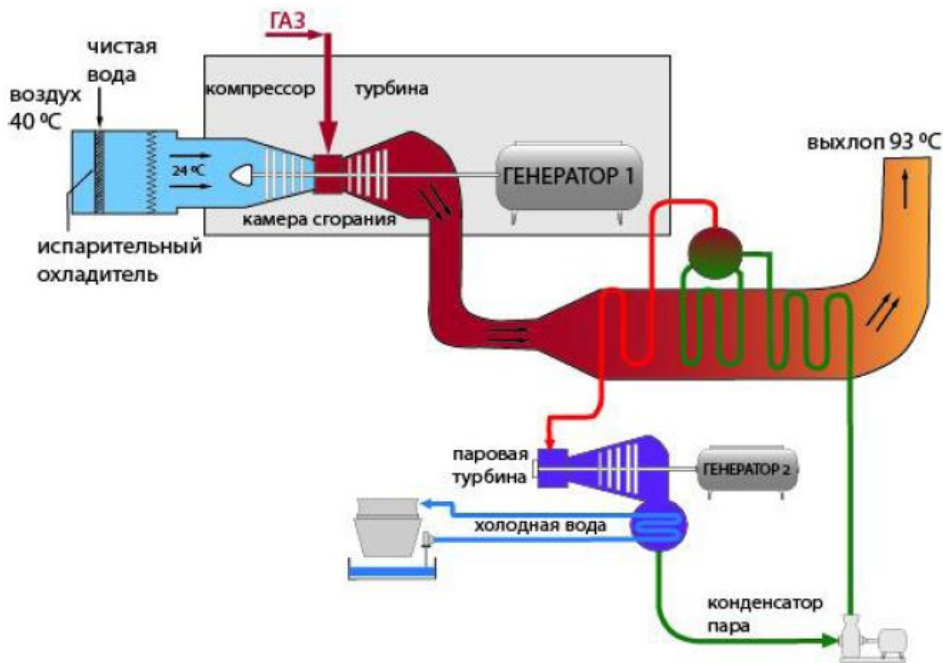 ГАЗ
чистая
вода
воздух
40 ºС
компрессор
турбина
24 ºС
ГЕНЕРАТОР 1
выхлоп 93 ºС
камера сгорания
испарительный
охладитель
паровая
турбина
ГЕНЕРАТОР 2
холодная вода
конденсатор
пара